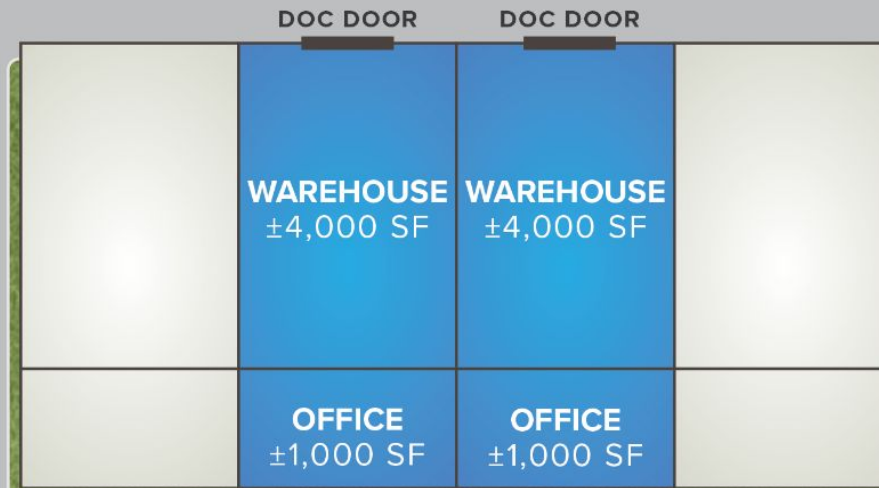 DOC DOOR DOC DOOR
WAREHOUSE WAREHOUSE
±4,000 SF ±4,000 SF
OFFICE OFFICE
±1,000 SF ±1,000 SF